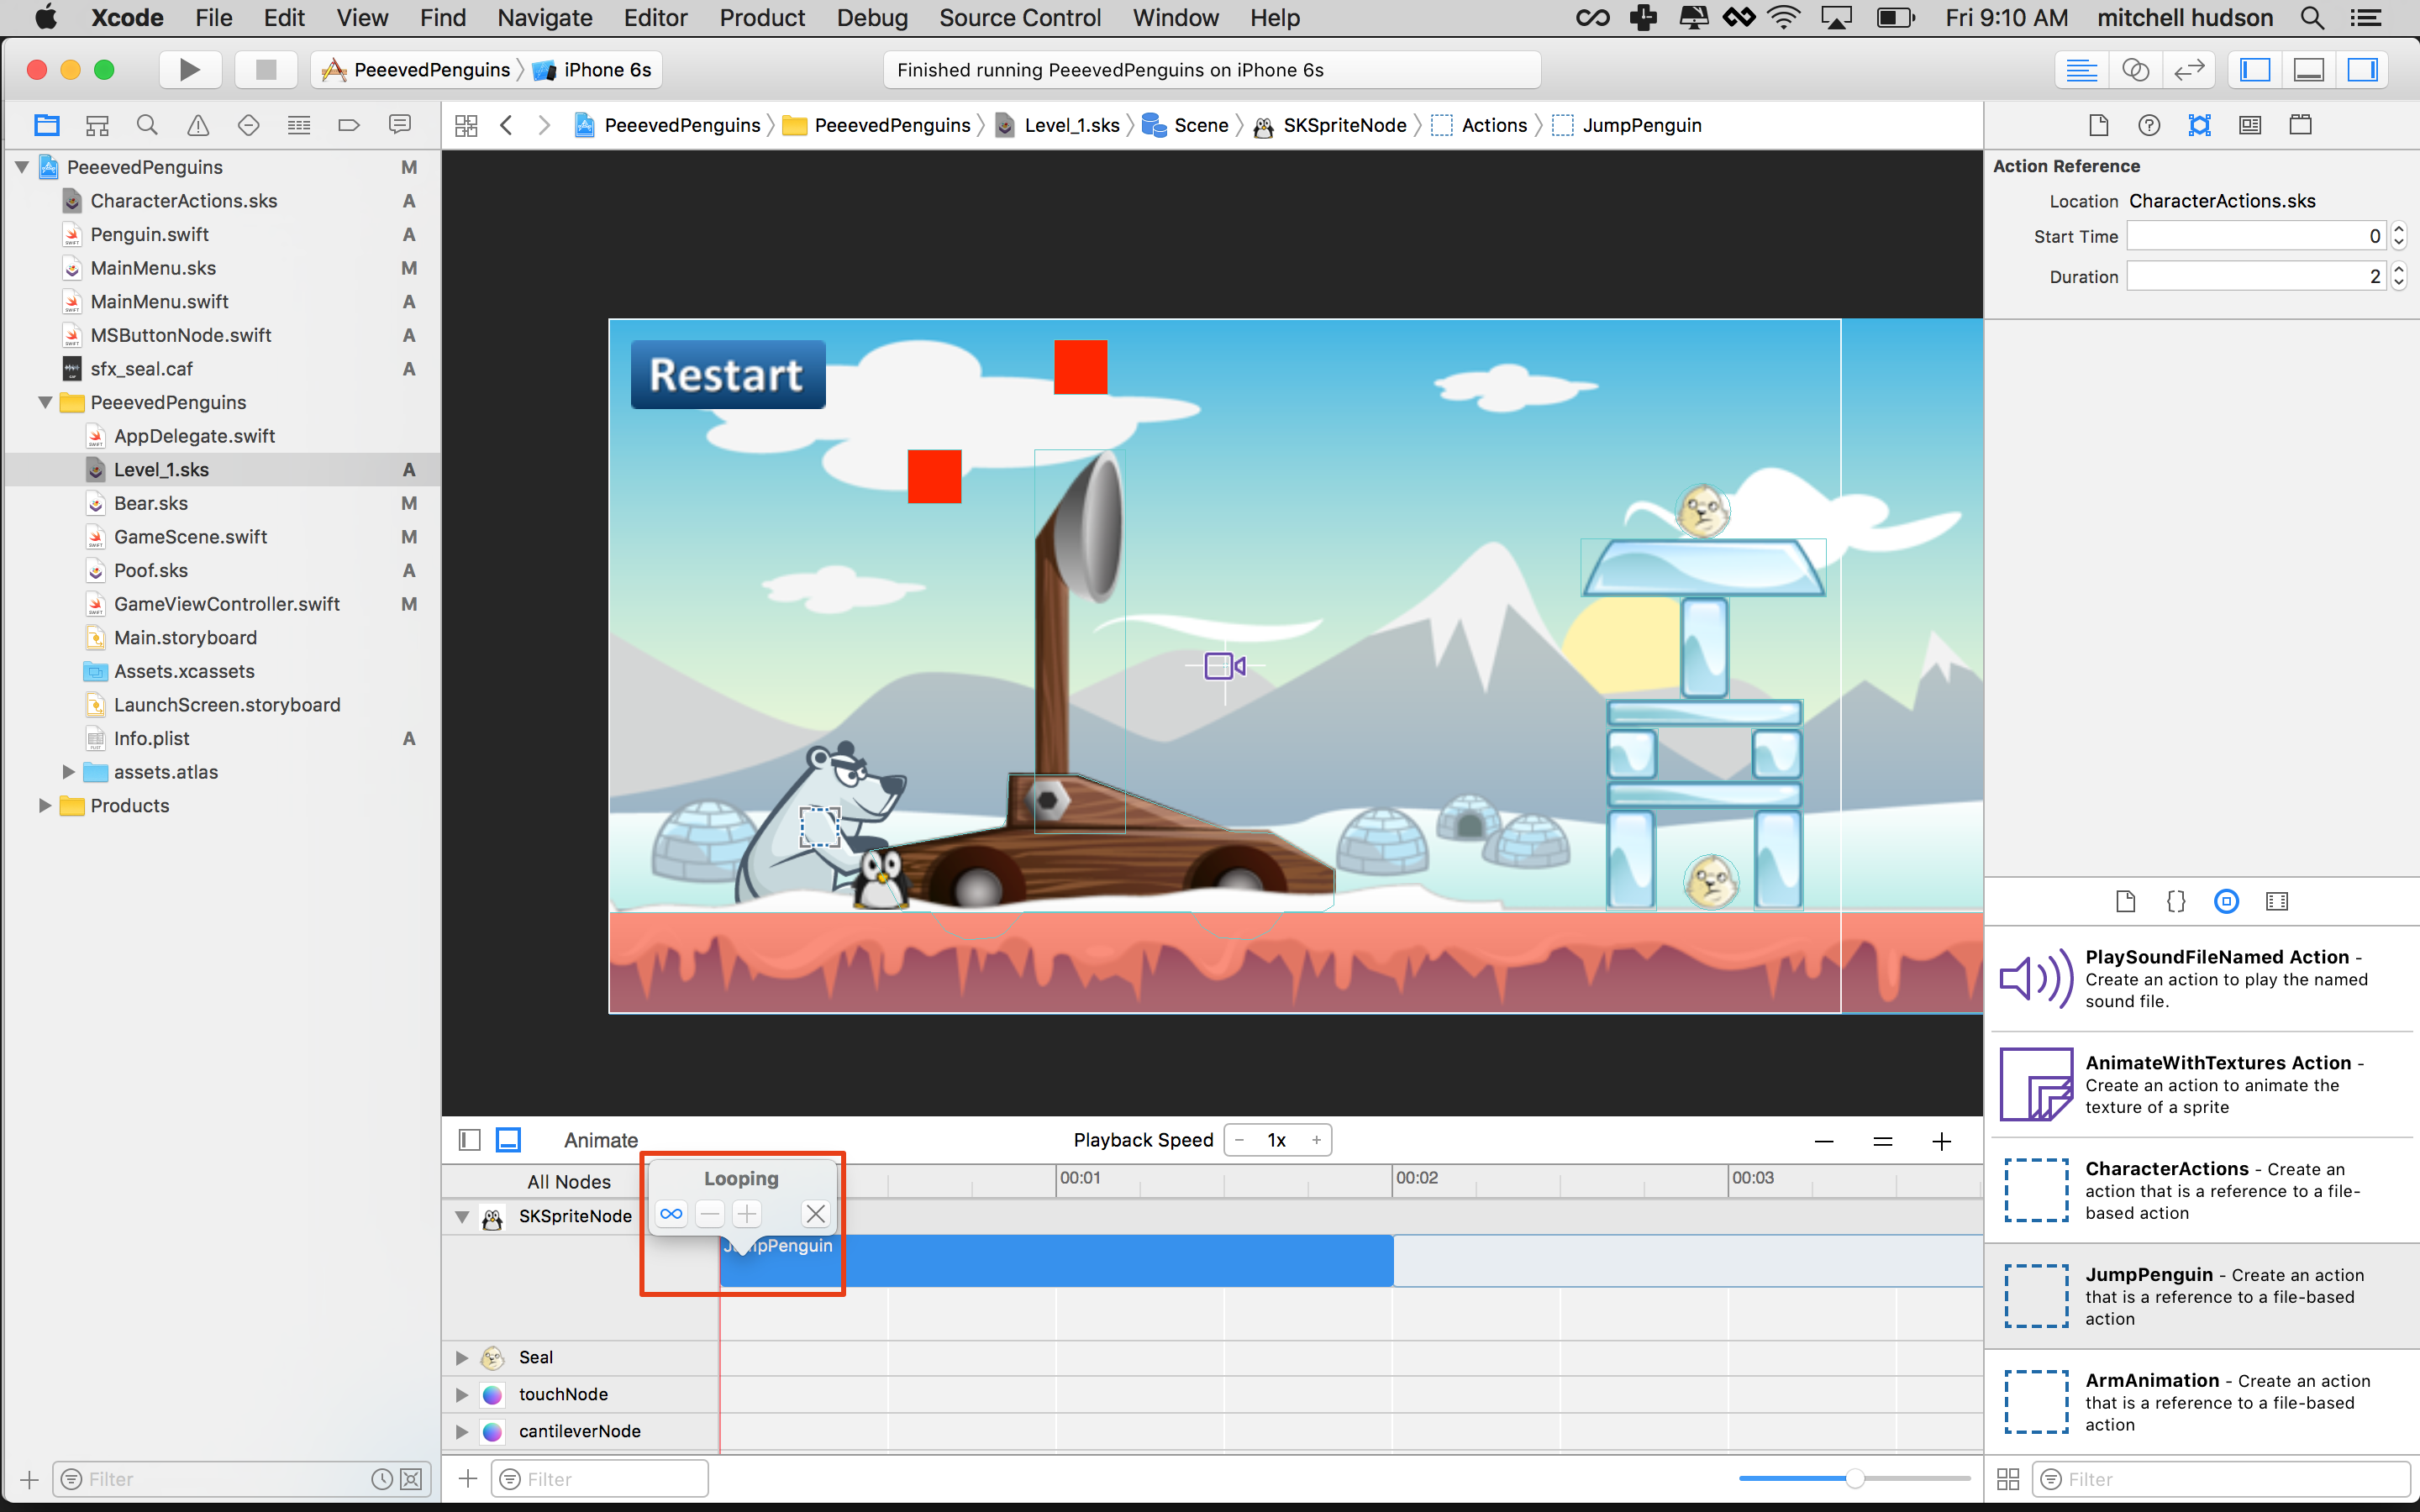 Xcode File Edit View Find Navigate Editor Product Debug Source Control Window Help Fri 9:10 AM mitchell hudson
PeeevedPenguins iPhone 6s
Finished running PeeevedPenguins on iPhone 6s
PeeevedPenguins PeeevedPenguins Level_1.sks Scene SKSpriteNode Actions JumpPenguin
PeeevedPenguins M
CharacterActions.sks A
Penguin.swift A
MainMenu.sks M
MainMenu.swift A
MSButtonNode.swift A
sfx_seal.caf A
PeeevedPenguins
AppDelegate.swift
Level_1.sks A
Bear.sks M
GameScene.swift M
Poof.sks A
GameViewController.swift M
Main.storyboard
Assets.xcassets
LaunchScreen.storyboard
Info.plist A
assets.atlas
Products
Filter
Restart
Animate
Playback Speed - 1x +
All Nodes
Looping
00:01 00:02 00:03
SKSpriteNode
JumpPenguin
Seal
touchNode
cantileverNode
Filter
Action Reference
Location CharacterActions.sks
Start Time 0
Duration 2
PlaySoundFileNamed Action -
Create an action to play the named
sound file.
AnimateWithTextures Action -
Create an action to animate the
texture of a sprite
CharacterActions - Create an
action that is a reference to a file-
based action
JumpPenguin - Create an action
that is a reference to a file-based
action
ArmAnimation - Create an action
that is a reference to a file-based
action
Filter